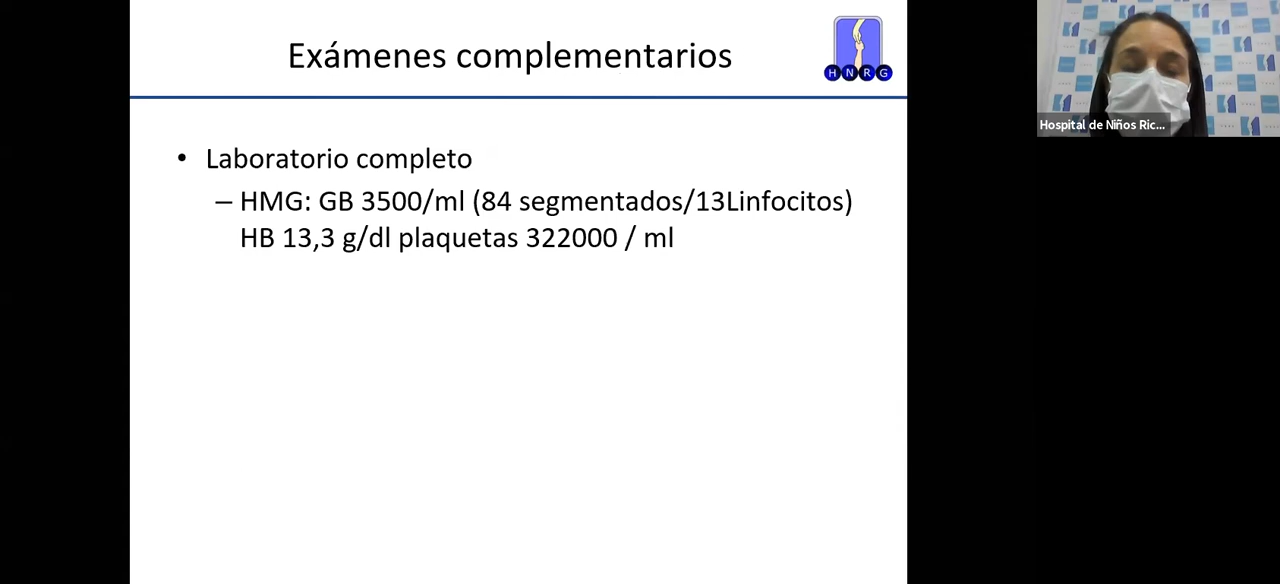 Exámenes complementarios
H N R G
• Laboratorio completo
– HMG: GB 3500/ml (84 segmentados/13Linfocitos)
HB 13,3 g/dl plaquetas 322000 / ml
Hospital de Niños Ric...